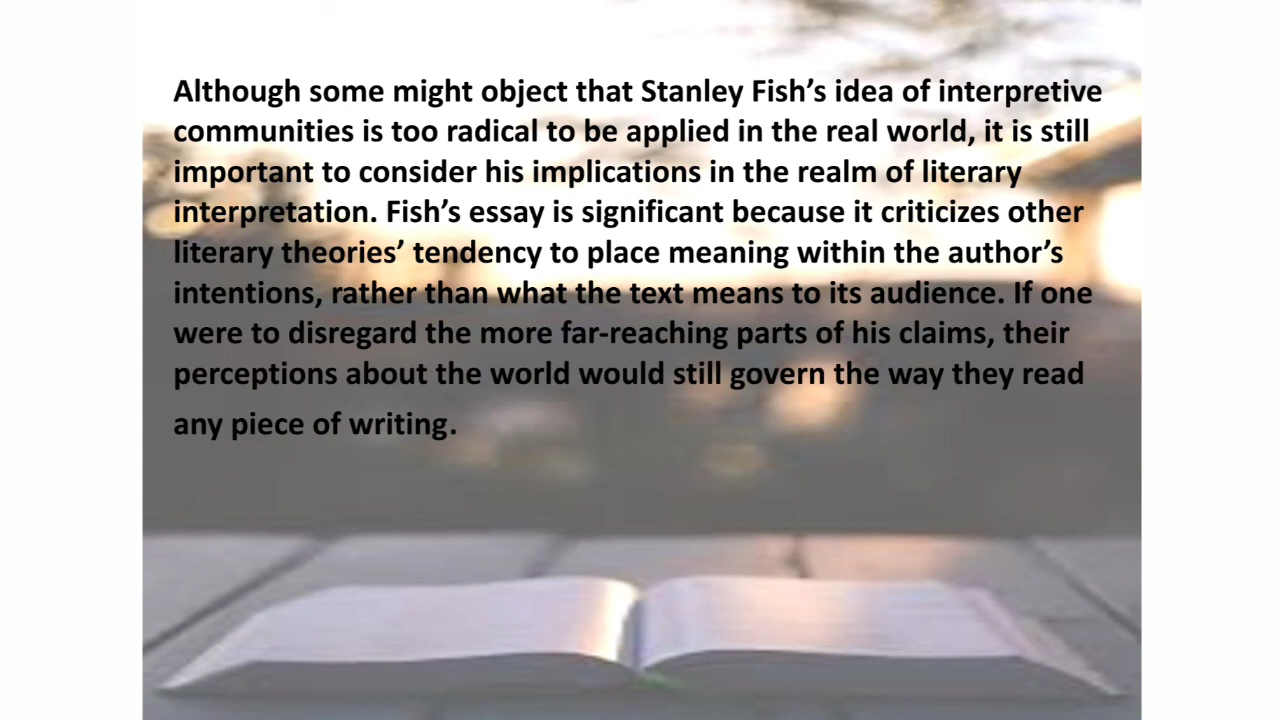 Although some might object that Stanley Fish’s idea of interpretive
communities is too radical to be applied in the real world, it is still
important to consider his implications in the realm of literary
interpretation. Fish’s essay is significant because it criticizes other
literary theories’ tendency to place meaning within the author’s
intentions, rather than what the text means to its audience. If one
were to disregard the more far-reaching parts of his claims, their
perceptions about the world would still govern the way they read
any piece of writing.